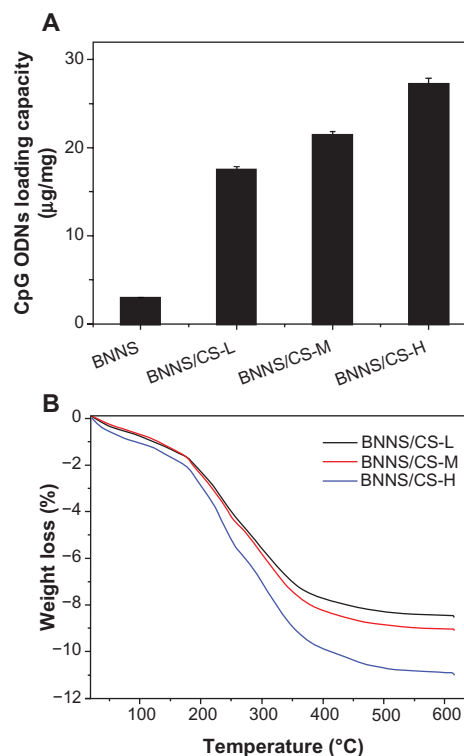 A
CpG ODNs loading capacity
(µg/mg)
30
20
10
0
BNNS
BNNS/CS-L
BNNS/CS-M
BNNS/CS-H
B
Weight loss (%)
0
−2
−4
−6
−8
−10
−12
BNNS/CS-L
BNNS/CS-M
BNNS/CS-H
100
200
300
400
500
600
Temperature (°C)